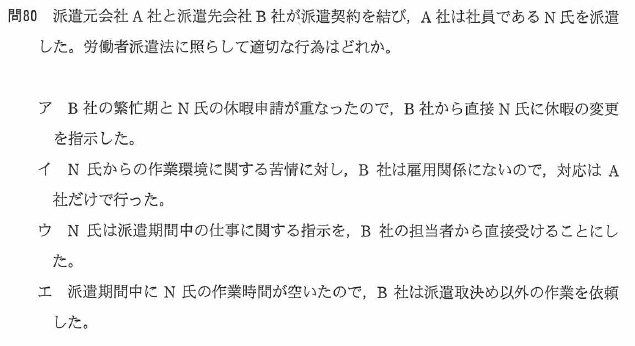 問80 派遣元会社A社と派遣先会社B社が派遣契約を結び,A社は社員であるN氏を派遣
した。労働者派遣法に照らして適切な行為はどれか。
ア B社の繁忙期とN氏の休暇申請が重なったので,B社から直接N氏に休暇の変更
を指示した。
イ N氏からの作業環境に関する苦情に対し,B社は雇用関係にないので,対応はA
社だけで行った。
ウ N氏は派遣期間中の仕事に関する指示を,B社の担当者から直接受けることにし
た。
エ 派遣期間中にN氏の作業時間が空いたので,B社は派遣取決め以外の作業を依頼
した。